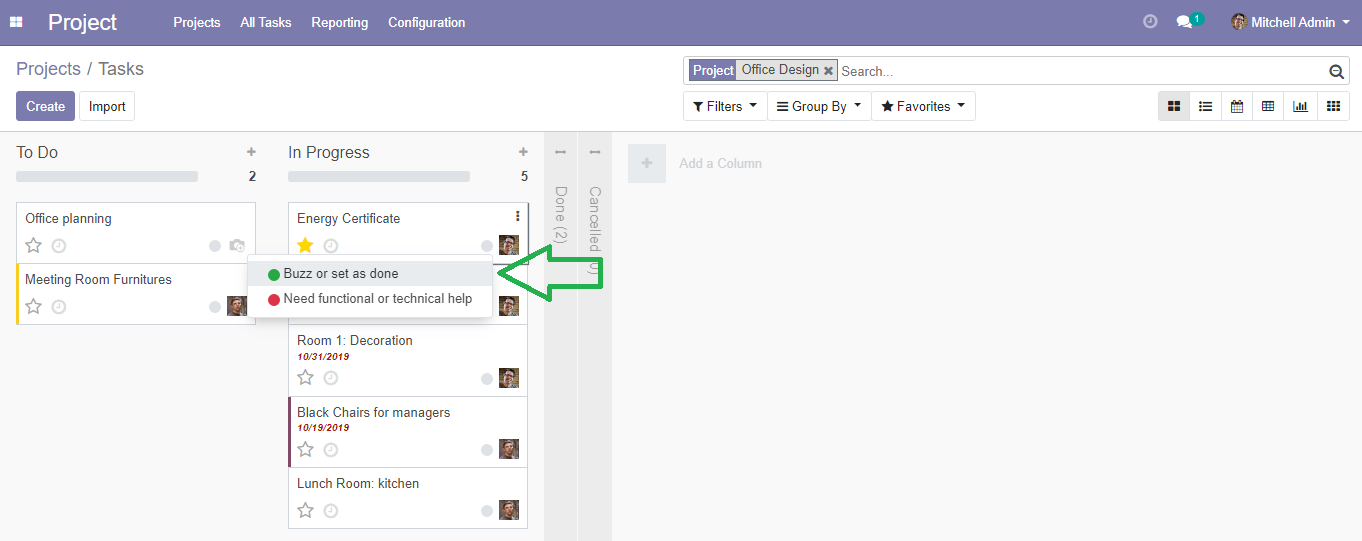 Project Projects All Tasks Reporting Configuration 1 Mitchell Admin
Projects / Tasks
Project Office Design Search...
Create Import
Filters Group By Favorites
To Do
2
In Progress
5
Done (2)
Cancelled
Add a Column
Office planning
Meeting Room Furnitures
Energy Certificate
Buzz or set as done
Need functional or technical help
Room 1: Decoration
10/31/2019
Black Chairs for managers
10/19/2019
Lunch Room: kitchen